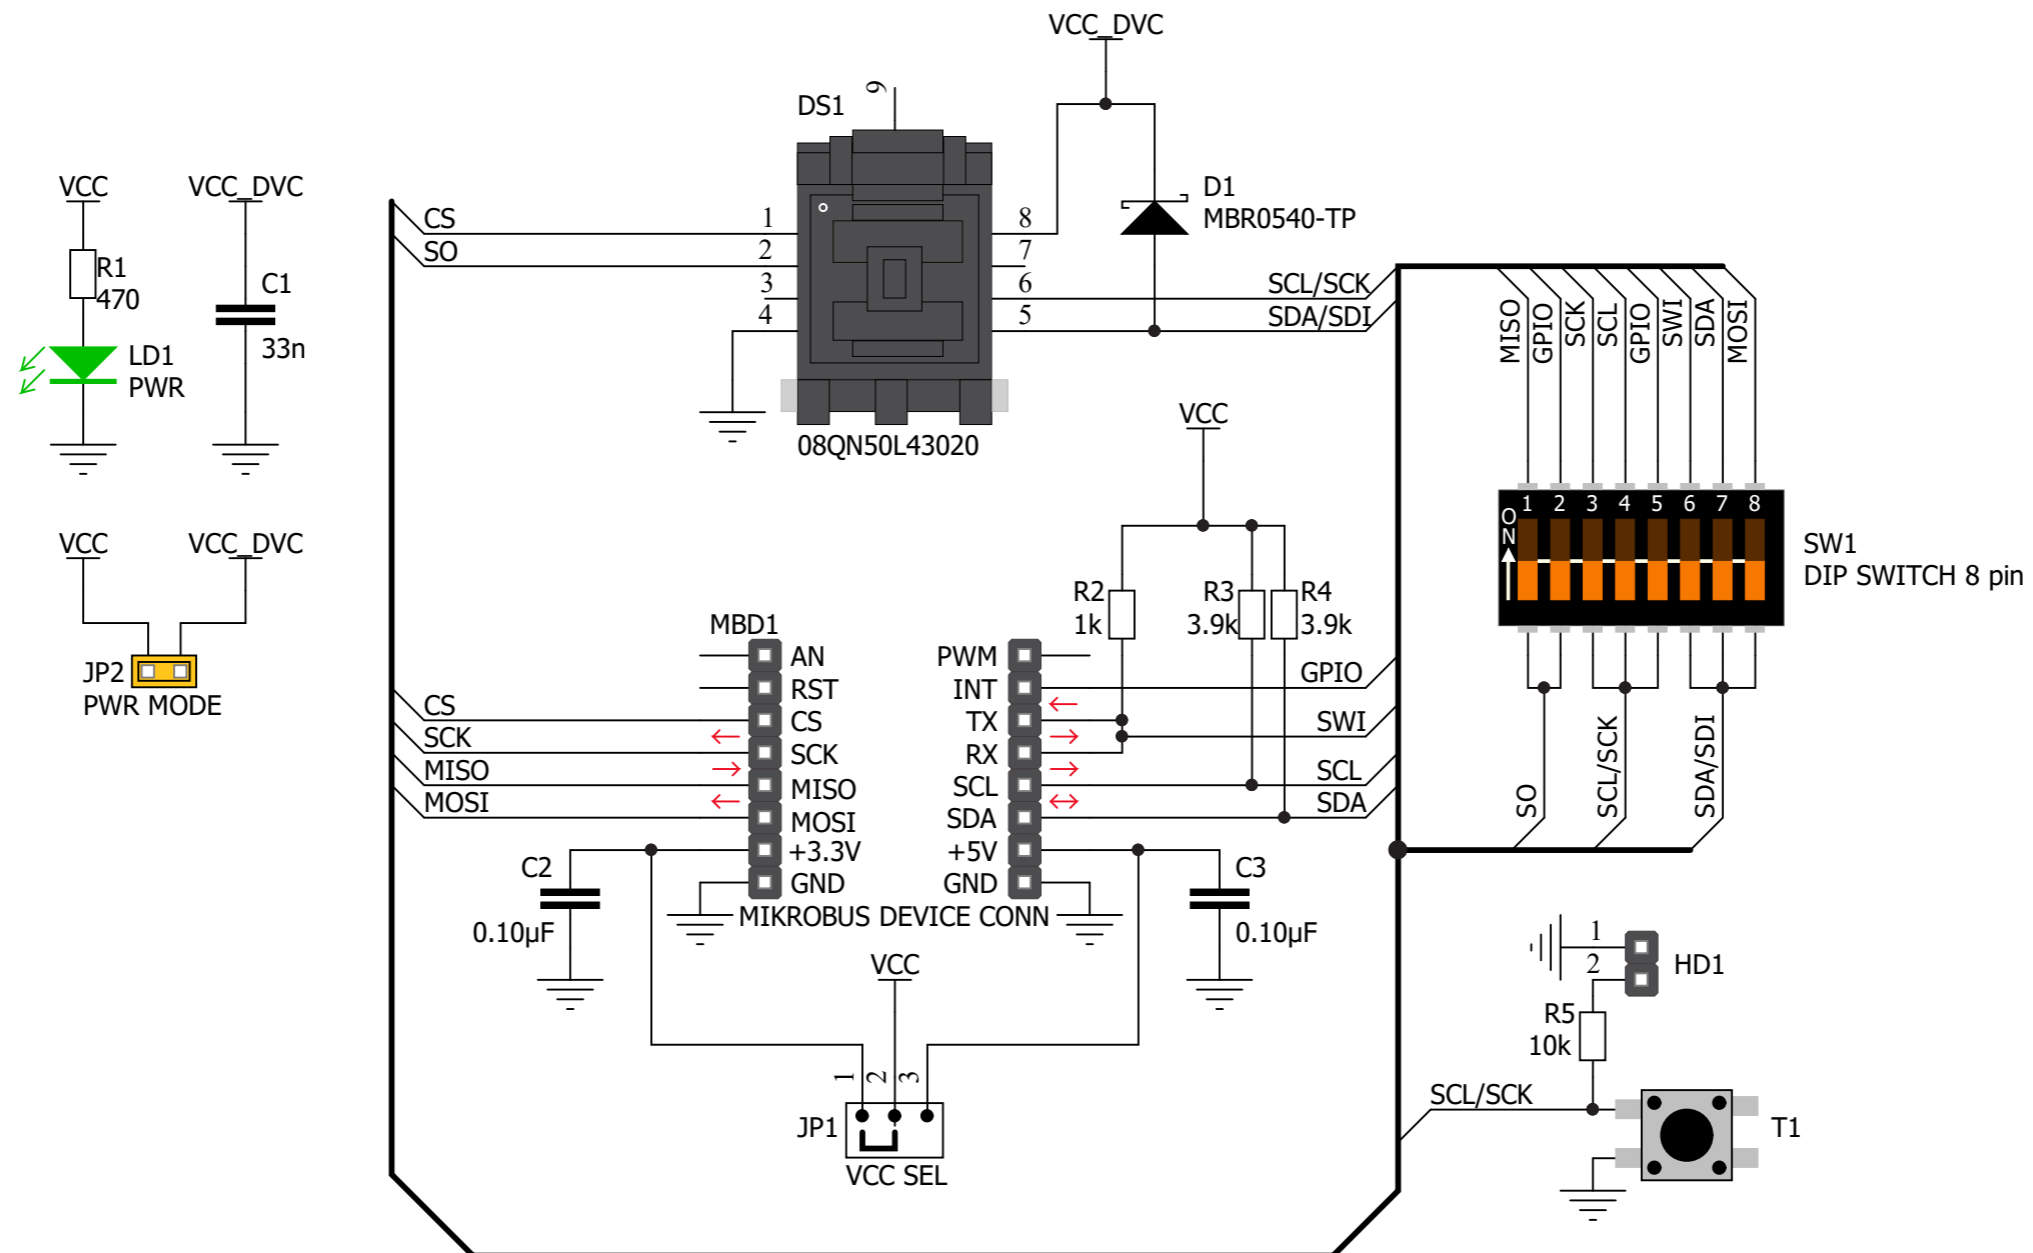 VCC_DVC
DS1
9
VCC
VCC_DVC
CS
SO
1
2
3
4
8
7
6
5
D1
MBR0540-TP
SCL/SCK
SDA/SDI
R1
470
C1
33n
LD1
PWR
08QN50L43020
MISO
GPIO
SCK
SCL
GPIO
SWI
SDA
MOSI
VCC
1 2 3 4 5 6 7 8
ON
SW1
DIP SWITCH 8 pin
SO
SCL/SCK
SDA/SDI
VCC
VCC_DVC
JP2
PWR MODE
R2
1k
R3
3.9k
R4
3.9k
MBD1
AN
RST
CS
SCK
MISO
MOSI
+3.3V
GND
PWM
INT
TX
RX
SCL
SDA
+5V
GND
CS
SCK
MISO
MOSI
GPIO
SWI
SCL
SDA
MIKROBUS DEVICE CONN
C2
0.10µF
C3
0.10µF
VCC
1
2
3
JP1
VCC SEL
1
2
HD1
R5
10k
SCL/SCK
T1